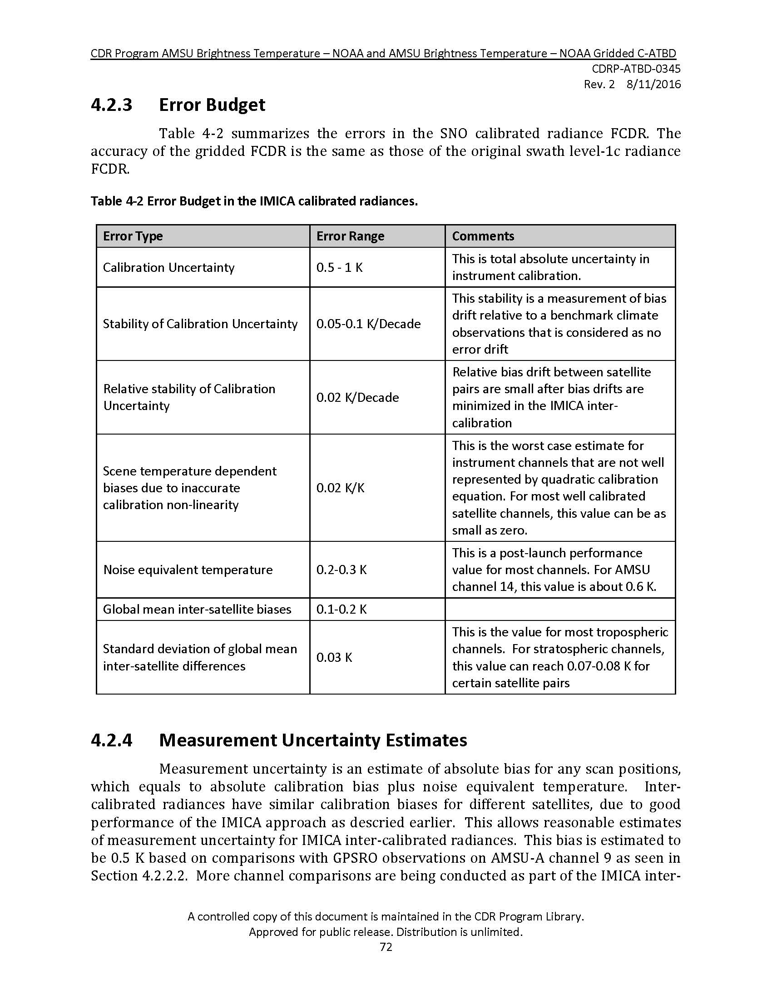 CDR Program AMSU Brightness Temperature – NOAA and AMSU Brightness Temperature – NOAA Gridded C-ATBD
CDRP-ATBD-0345
Rev. 2 8/11/2016
4.2.3 Error Budget
Table 4-2 summarizes the errors in the SNO calibrated radiance FCDR. The
accuracy of the gridded FCDR is the same as those of the original swath level-1c radiance
FCDR.
Table 4-2 Error Budget in the IMICA calibrated radiances.
Error Type Error Range Comments
Calibration Uncertainty
0.5 - 1 K
This is total absolute uncertainty in
instrument calibration.
Stability of Calibration Uncertainty
0.05-0.1 K/Decade
This stability is a measurement of bias
drift relative to a benchmark climate
observations that is considered as no
error drift
Relative stability of Calibration
Uncertainty
0.02 K/Decade
Relative bias drift between satellite
pairs are small after bias drifts are
minimized in the IMICA inter-
calibration
Scene temperature dependent
biases due to inaccurate
calibration non-linearity
0.02 K/K
This is the worst case estimate for
instrument channels that are not well
represented by quadratic calibration
equation. For most well calibrated
satellite channels, this value can be as
small as zero.
Noise equivalent temperature
0.2-0.3 K
This is a post-launch performance
value for most channels. For AMSU
channel 14, this value is about 0.6 K.
Global mean inter-satellite biases
0.1-0.2 K
Standard deviation of global mean
inter-satellite differences
0.03 K
This is the value for most tropospheric
channels. For stratospheric channels,
this value can reach 0.07-0.08 K for
certain satellite pairs
4.2.4 Measurement Uncertainty Estimates
Measurement uncertainty is an estimate of absolute bias for any scan positions,
which equals to absolute calibration bias plus noise equivalent temperature. Inter-
calibrated radiances have similar calibration biases for different satellites, due to good
performance of the IMICA approach as descried earlier. This allows reasonable estimates
of measurement uncertainty for IMICA inter-calibrated radiances. This bias is estimated to
be 0.5 K based on comparisons with GPSRO observations on AMSU-A channel 9 as seen in
Section 4.2.2.2. More channel comparisons are being conducted as part of the IMICA inter-
A controlled copy of this document is maintained in the CDR Program Library.
Approved for public release. Distribution is unlimited.
72